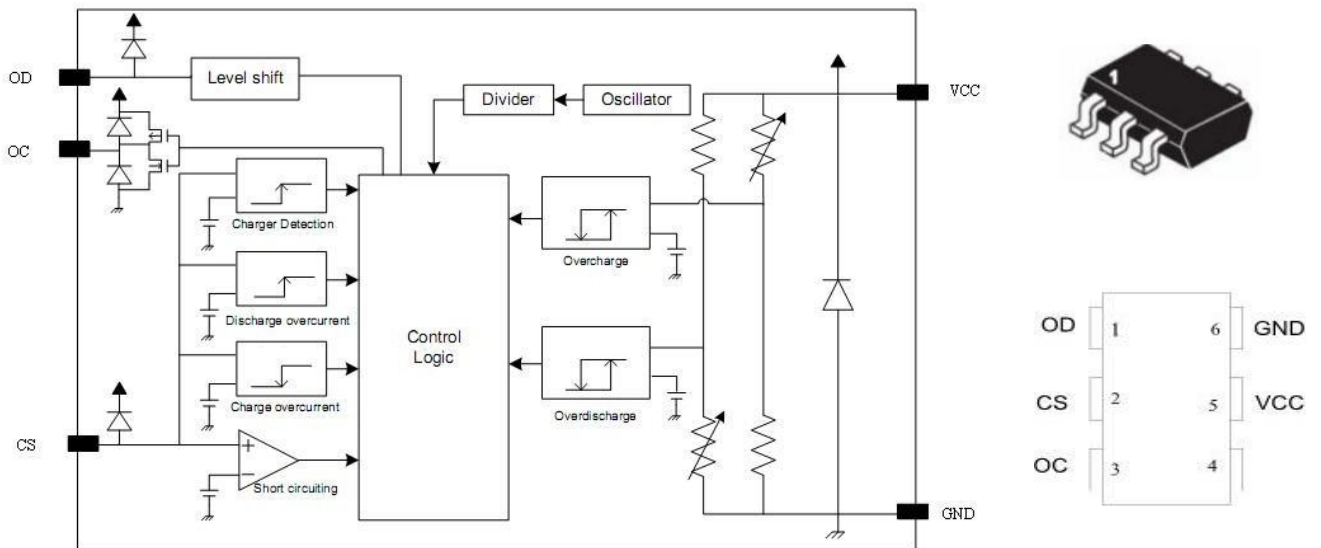 OD
Level shift
Divider
Oscillator
VCC
OC
Charger Detection
Overcharge
Discharge overcurrent
Control
Logic
Charge overcurrent
Overdischarge
CS
Short circuiting
GND
1
OD 1 6 GND
CS 2 5 VCC
OC 3 4